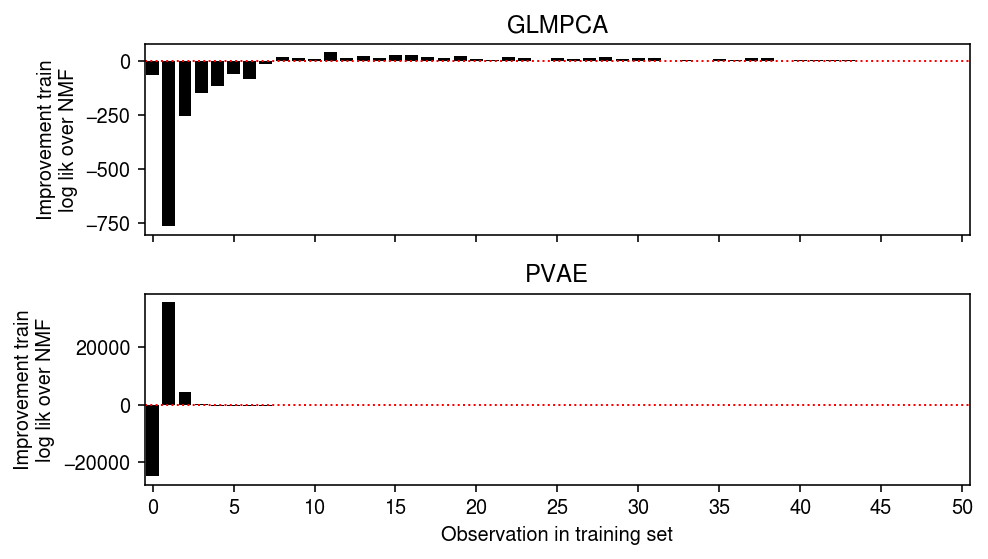 GLMPCA
Improvement train
log lik over NMF
0
−250
−500
−750
PVAE
Improvement train
log lik over NMF
20000
0
−20000
0 5 10 15 20 25 30 35 40 45 50
Observation in training set